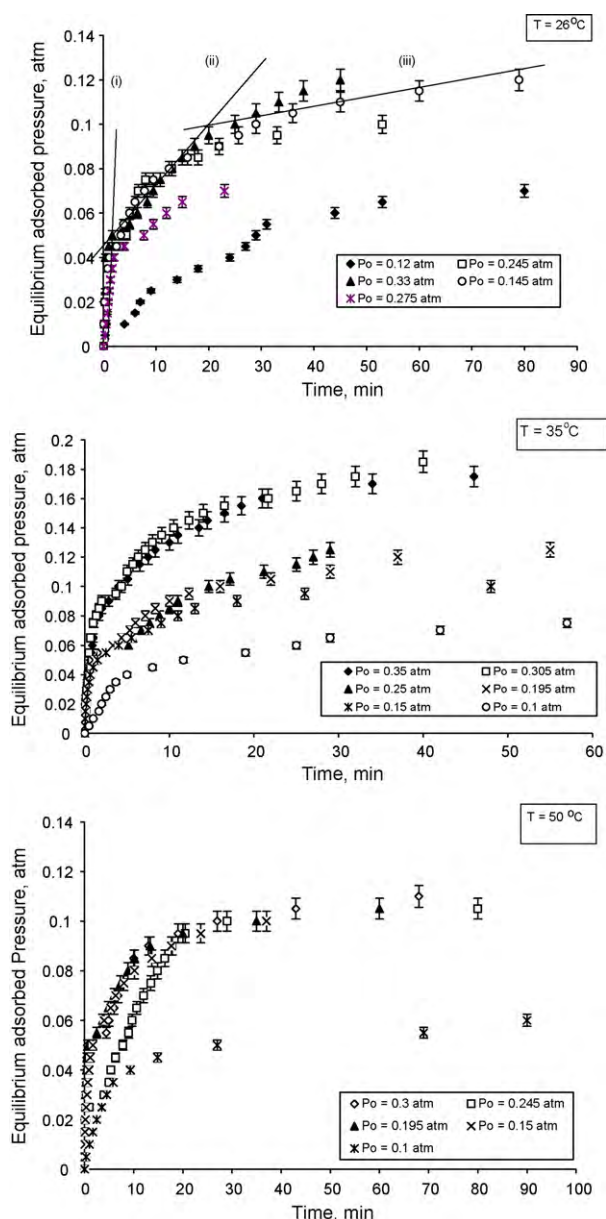 T = 26°C
Equilibrium adsorbed pressure, atm
0.14
0.12
0.1
0.08
0.06
0.04
0.02
0
(i)
(ii)
(iii)
Po = 0.12 atm
Po = 0.245 atm
Po = 0.33 atm
Po = 0.145 atm
Po = 0.275 atm
0 10 20 30 40 50 60 70 80 90
Time, min
T = 35°C
Equilibrium adsorbed pressure, atm
0.2
0.18
0.16
0.14
0.12
0.1
0.08
0.06
0.04
0.02
0
Po = 0.35 atm
Po = 0.305 atm
Po = 0.25 atm
Po = 0.195 atm
Po = 0.15 atm
Po = 0.1 atm
0 10 20 30 40 50 60
Time, min
T = 50 °C
Equilibrium adsorbed Pressure, atm
0.14
0.12
0.1
0.08
0.06
0.04
0.02
0
Po = 0.3 atm
Po = 0.245 atm
Po = 0.195 atm
Po = 0.15 atm
Po = 0.1 atm
0 10 20 30 40 50 60 70 80 90 100
Time, min